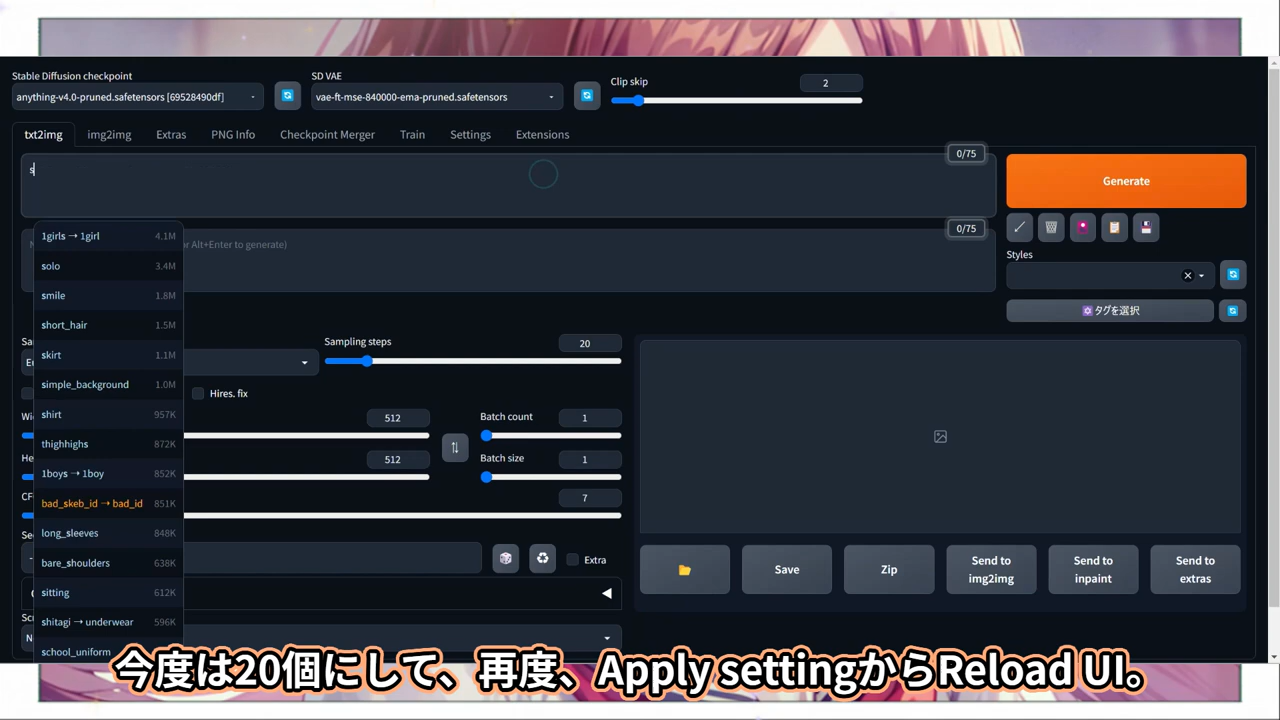 Stable Diffusion checkpoint
anything-v4.0-pruned.safetensors [69528490df]
SD VAE
vae-ft-mse-840000-ema-pruned.safetensors
Clip skip
2
txt2img
img2img
Extras
PNG Info
Checkpoint Merger
Train
Settings
Extensions
s
0/75
Generate
0/75
r Alt+Enter to generate)
1girls → 1girl 4.1M
solo 3.4M
smile 1.8M
short_hair 1.5M
skirt 1.1M
simple_background 1.0M
shirt 957K
thighhighs 872K
1boys → 1boy 852K
bad_skeb_id → bad_id 851K
long_sleeves 848K
bare_shoulders 638K
sitting 612K
shitagi → underwear 596K
school_uniform
Styles
タグを選択
Sampling steps
20
Hires. fix
512
Batch count
1
512
Batch size
1
7
Extra
Save
Zip
Send to
img2img
Send to
inpaint
Send to
extras
今度は20個にして、再度、Apply settingからReload UI。